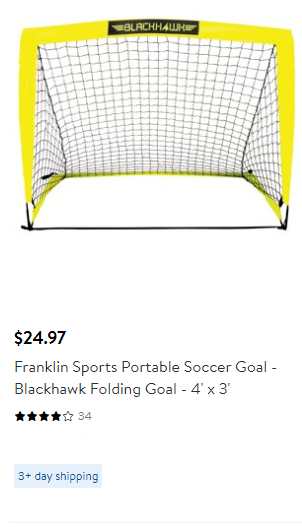 BLACKHAWK
$24.97
Franklin Sports Portable Soccer Goal -
Blackhawk Folding Goal - 4' x 3'
34
3+ day shipping